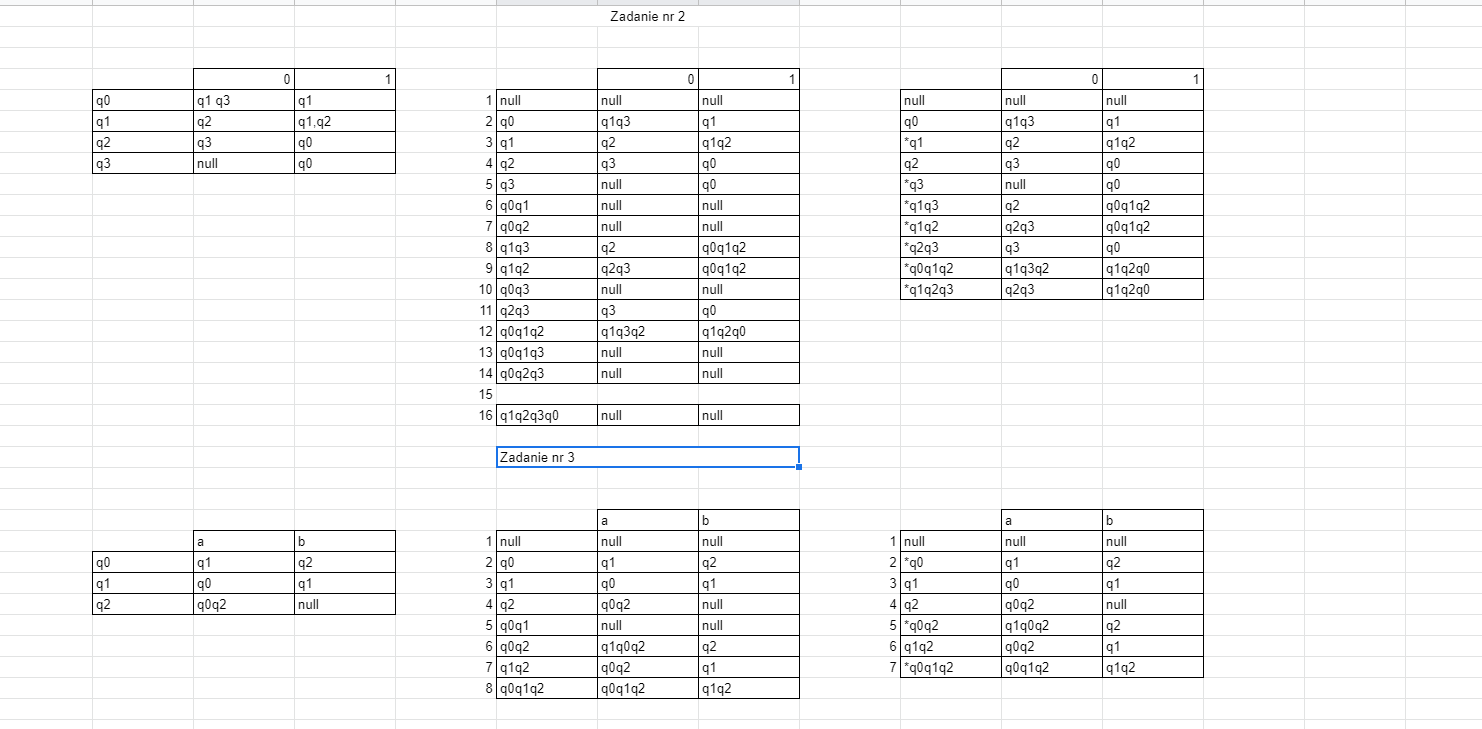 Zadanie nr 2
0 1
q0 q1 q3 q1
q1 q2 q1,q2
q2 q3 q0
q3 null q0
0 1
1 null null null
2 q0 q1q3 q1
3 q1 q2 q1q2
4 q2 q3 q0
5 q3 null q0
6 q0q1 null null
7 q0q2 null null
8 q1q3 q2 q0q1q2
9 q1q2 q2q3 q0q1q2
10 q0q3 null null
11 q2q3 q3 q0
12 q0q1q2 q1q3q2 q1q2q0
13 q0q1q3 null null
14 q0q2q3 null null
15
16 q1q2q3q0 null null
0 1
null null null
q0 q1q3 q1
*q1 q2 q1q2
q2 q3 q0
*q3 null q0
*q1q3 q2 q0q1q2
*q1q2 q2q3 q0q1q2
*q2q3 q3 q0
*q0q1q2 q1q3q2 q1q2q0
*q1q2q3 q2q3 q1q2q0
Zadanie nr 3
a b
q0 q1 q2
q1 q0 q1
q2 q0q2 null
a b
1 null null null
2 q0 q1 q2
3 q1 q0 q1
4 q2 q0q2 null
5 q0q1 null null
6 q0q2 q1q0q2 q2
7 q1q2 q0q2 q1
8 q0q1q2 q0q1q2 q1q2
a b
1 null null null
2 *q0 q1 q2
3 q1 q0 q1
4 q2 q0q2 null
5 *q0q2 q1q0q2 q2
6 q1q2 q0q2 q1
7 *q0q1q2 q0q1q2 q1q2